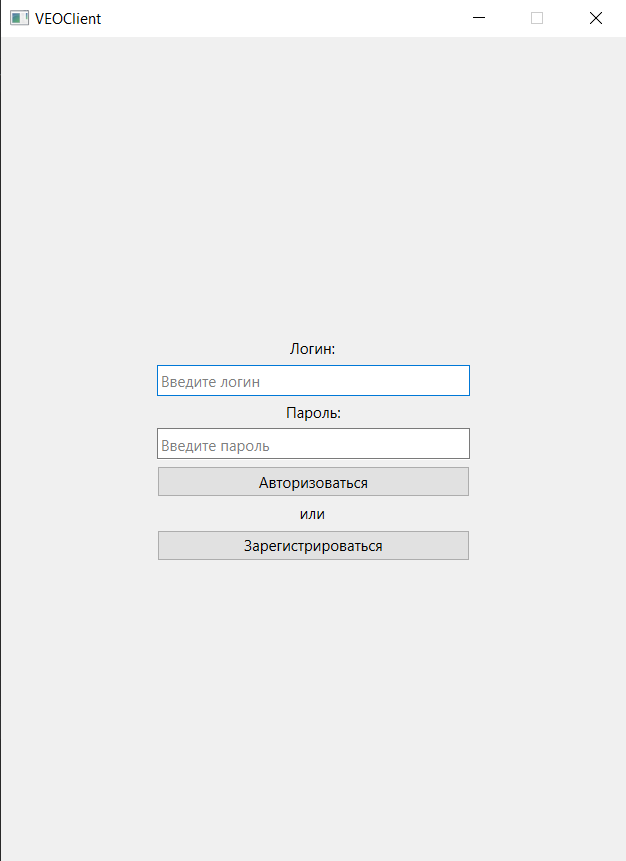 VEOClient
Логин:
Введите логин
Пароль:
Введите пароль
Авторизоваться
или
Зарегистрироваться